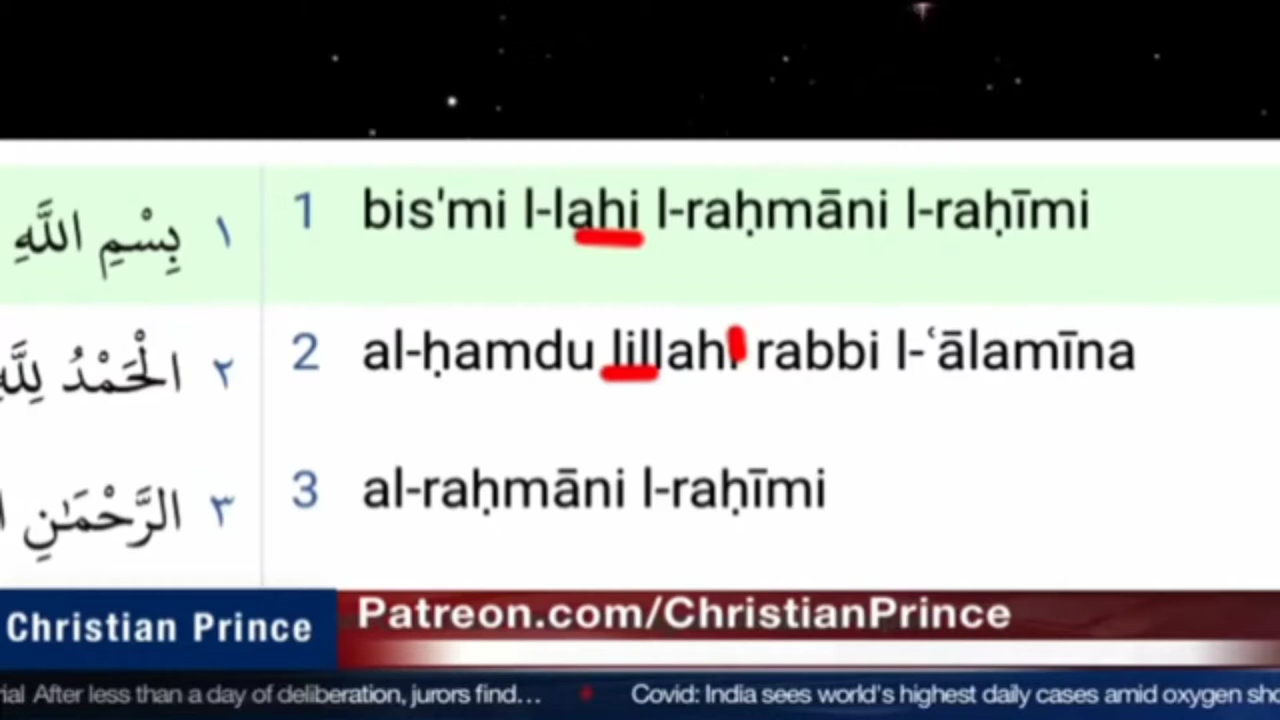 بِسْمِ اللَّهِ ١ 1 bis'mi l-lahi l-raḥmāni l-raḥīmi
الْحَمْدُ لِلَّهِ ٢ 2 al-ḥamdu lillahi rabbi l-ʿālamīna
الرَّحْمَٰنِ ٣ 3 al-raḥmāni l-raḥīmi
Christian Prince Patreon.com/ChristianPrince
ial After less than a day of deliberation, jurors find... Covid: India sees world's highest daily cases amid oxygen sho